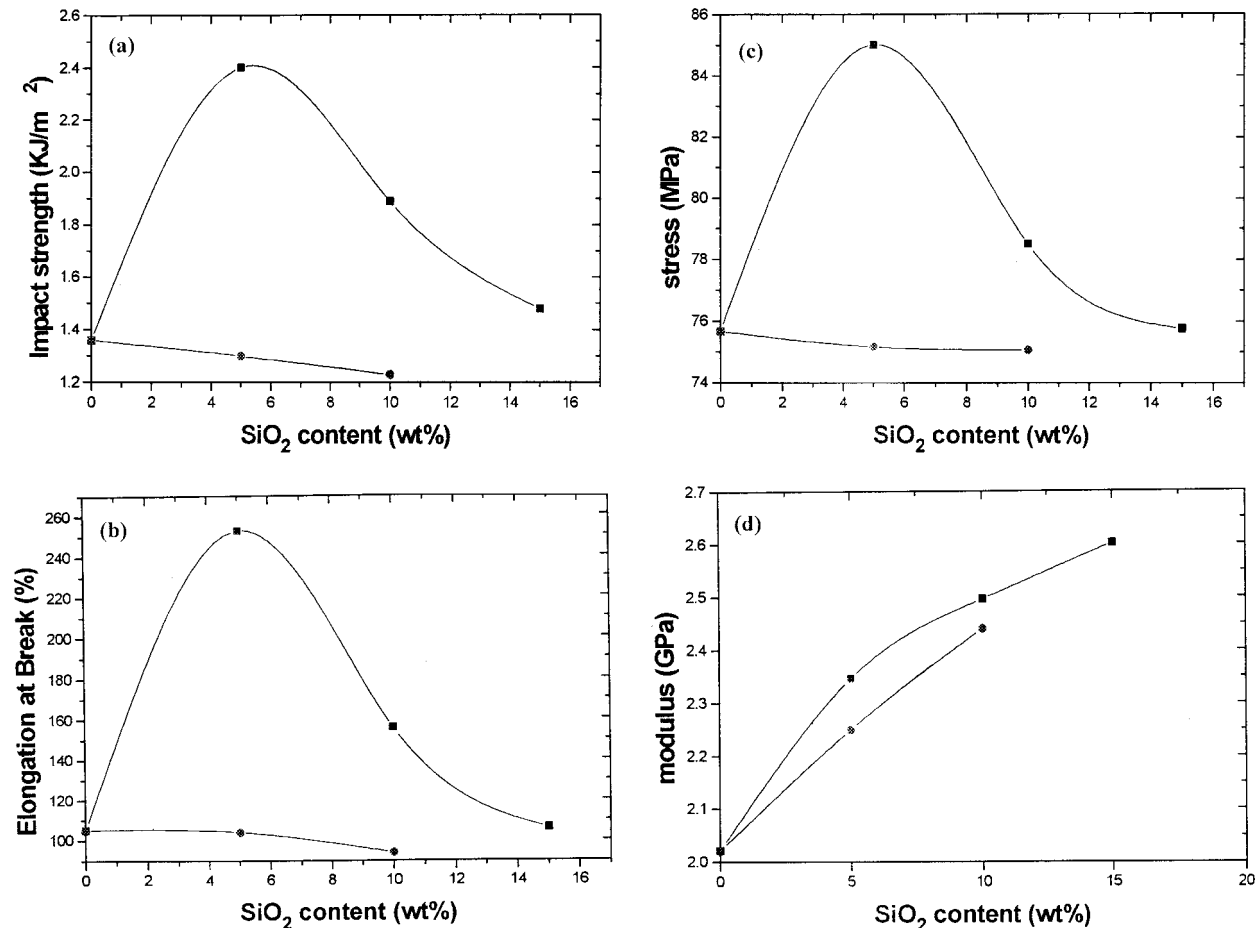 (a)
Impact strength (KJ/m 2)
2.6
2.4
2.2
2.0
1.8
1.6
1.4
1.2
0 2 4 6 8 10 12 14 16
SiO2 content (wt%)
(c)
stress (MPa)
86
84
82
80
78
76
74
0 2 4 6 8 10 12 14 16
SiO2 content (wt%)
(b)
Elongation at Break (%)
260
240
220
200
180
160
140
120
100
0 2 4 6 8 10 12 14 16
SiO2 content (wt%)
(d)
modulus (GPa)
2.7
2.6
2.5
2.4
2.3
2.2
2.1
2.0
0 5 10 15 20
SiO2 content (wt%)